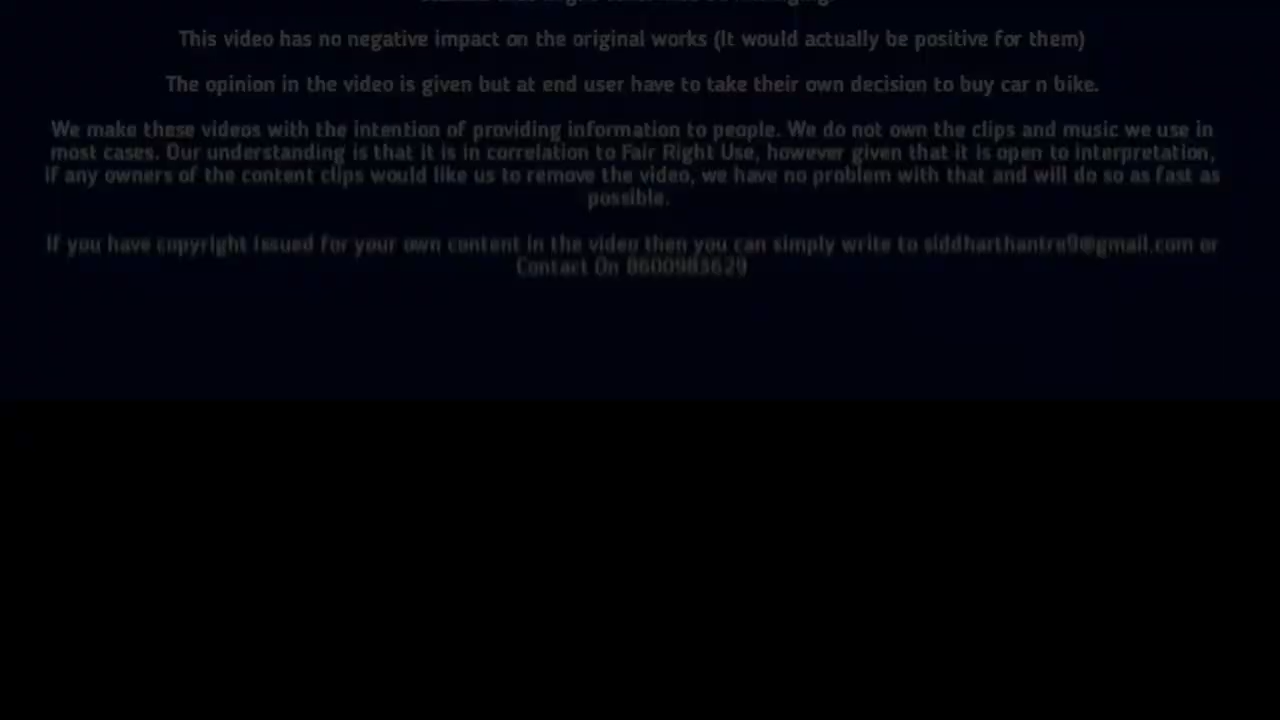 This video has no negative impact on the original works (It would actually be positive for them)
The opinion in the video is given but at end user have to take their own decision to buy car n bike.
We make these videos with the intention of providing information to people. We do not own the clips and music we use in
most cases. Our understanding is that it is in correlation to Fair Right Use, however given that it is open to interpretation,
if any owners of the content clips would like us to remove the video, we have no problem with that and will do so as fast as
possible.
If you have copyright issued for your own content in the video then you can simply write to or
Contact On